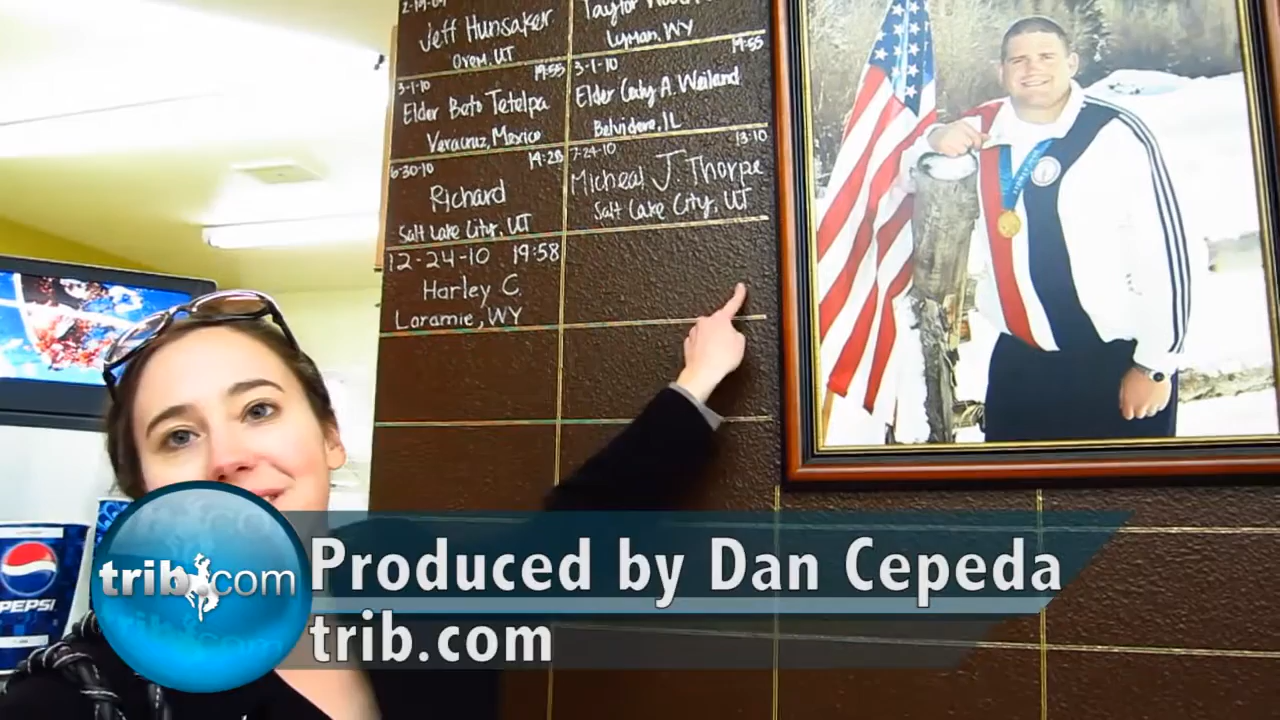 2-19-09
Jeff Hunsaker
Orem, UT
Taylor
Lyman, WY
3-1-10 19:55
Elder Beto Tetelpa
Veracruz, Mexico
3-1-10 19:55
Elder Cody A. Weiland
Belvidere, IL
6-30-10 14:28
Richard
Salt Lake City, UT
7-24-10 13:10
Micheal J Thorpe
Salt Lake City, UT
12-24-10 19:58
Harley C.
Laramie, WY
PEPSI
trib.com
Produced by Dan Cepeda
trib.com